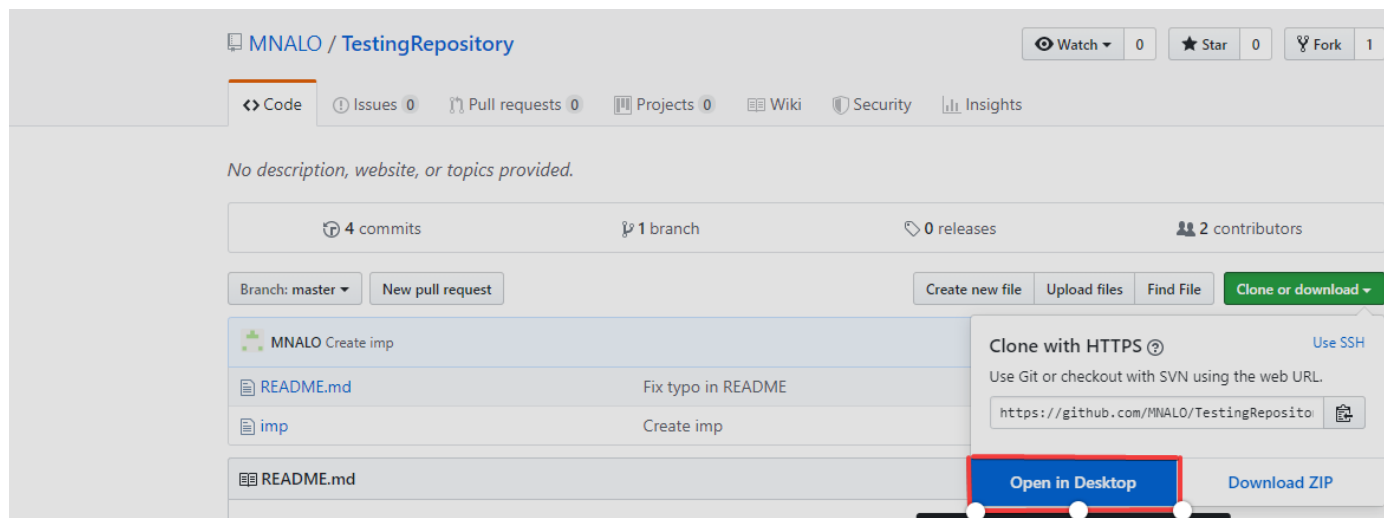 MNALO / TestingRepository
Watch 0 Star 0 Fork 1
Code Issues 0 Pull requests 0 Projects 0 Wiki Security Insights
No description, website, or topics provided.
4 commits 1 branch 0 releases 2 contributors
Branch: master New pull request Create new file Upload files Find File Clone or download
MNALO Create imp
Clone with HTTPS Use SSH
Use Git or checkout with SVN using the web URL.
README.md Fix typo in README
https://github.com/MNALO/TestingReposito
imp Create imp
README.md
Open in Desktop Download ZIP